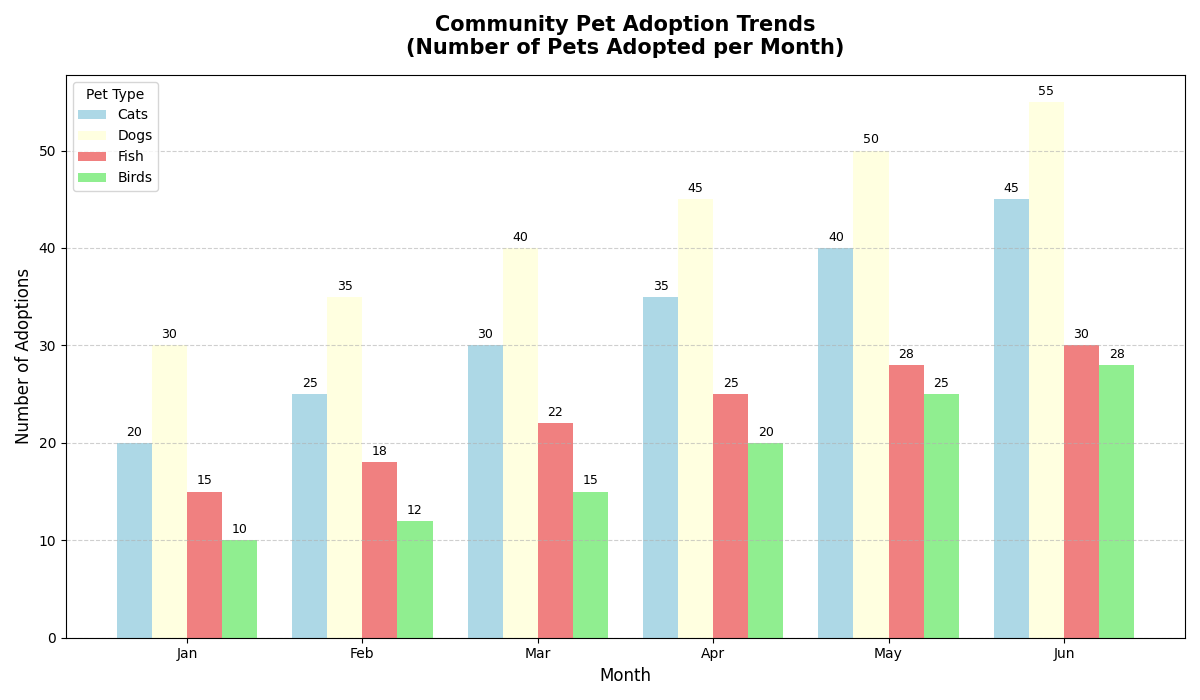 Community Pet Adoption Trends
(Number of Pets Adopted per Month)
Pet Type
Cats
Dogs
Fish
Birds
Number of Adoptions
50
40
30
20
10
0
20
30
15
10
25
35
18
12
30
40
22
15
35
45
25
20
40
50
28
25
45
55
30
28
Jan
Feb
Mar
Apr
May
Jun
Month